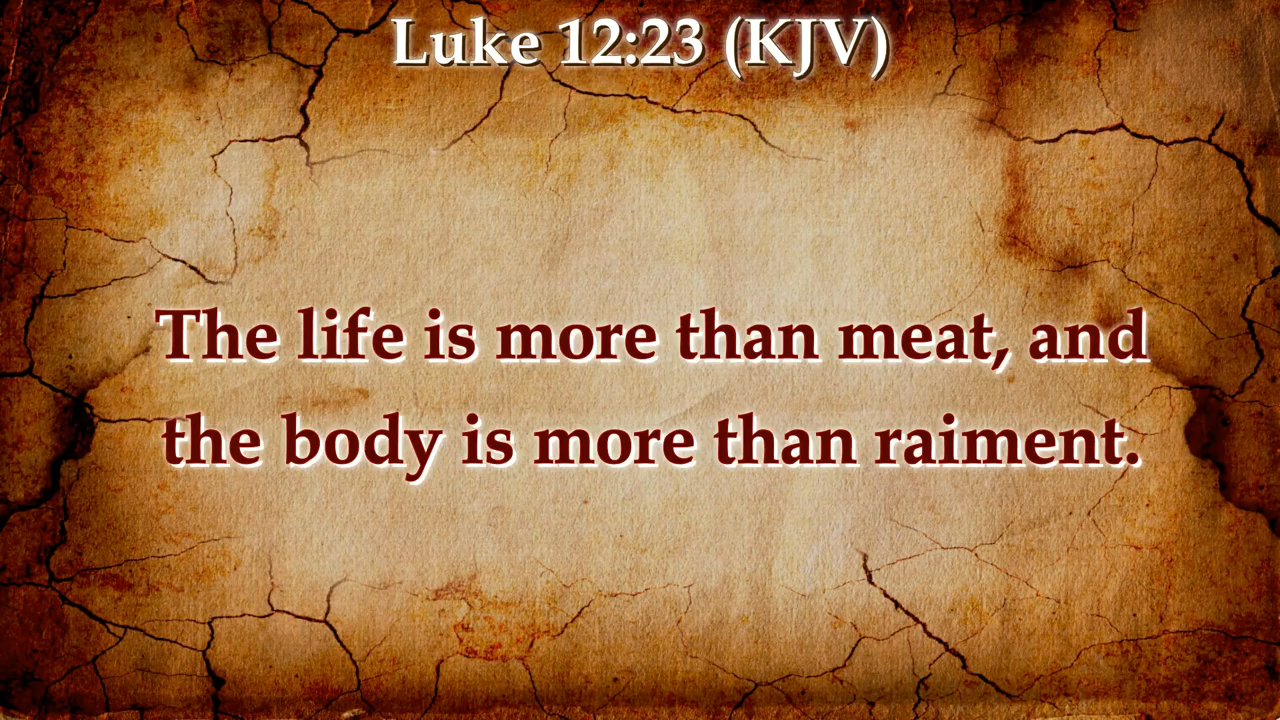 Luke 12:23 (KJV)
The life is more than meat, and
the body is more than raiment.